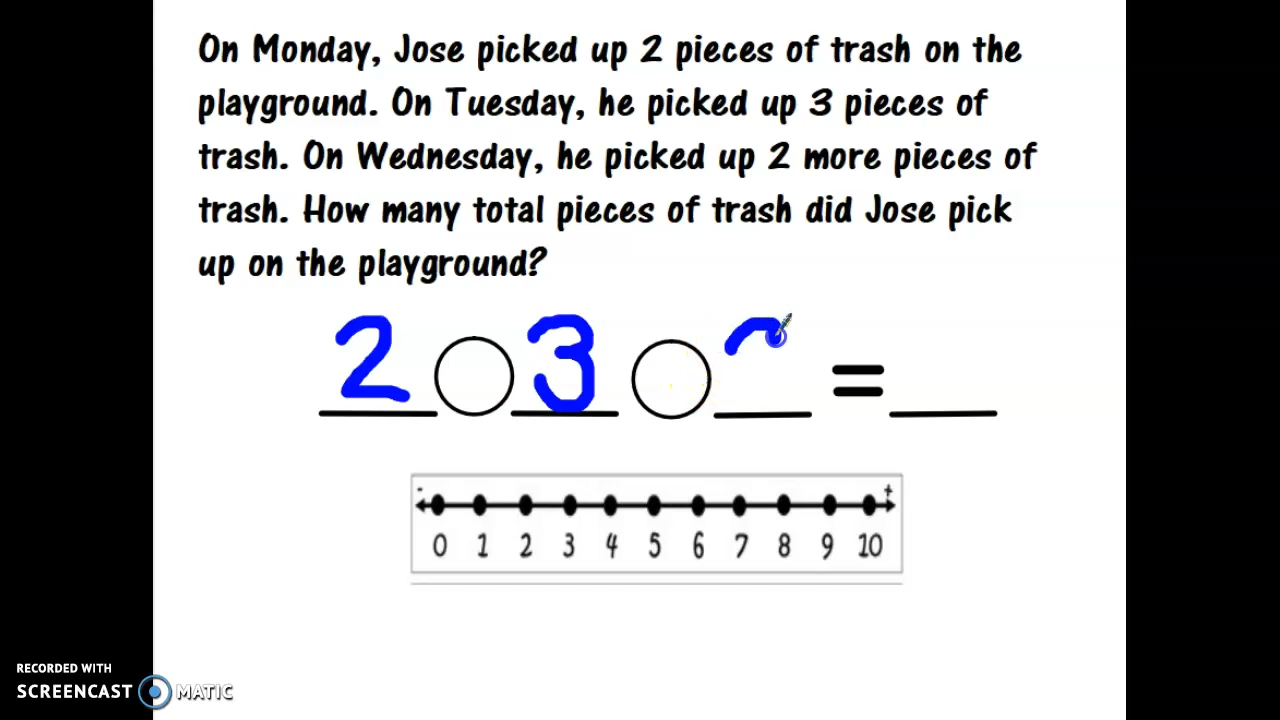 On Monday, Jose picked up 2 pieces of trash on the
playground. On Tuesday, he picked up 3 pieces of
trash. On Wednesday, he picked up 2 more pieces of
trash. How many total pieces of trash did Jose pick
up on the playground?
2 3 =
- +
0 1 2 3 4 5 6 7 8 9 10
RECORDED WITH
SCREENCAST MATIC